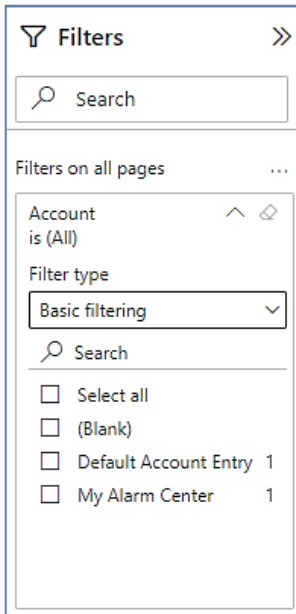 Filters
Search
Filters on all pages
Account
is (All)
Filter type
Basic filtering
Search
Select all
(Blank)
Default Account Entry 1
My Alarm Center 1